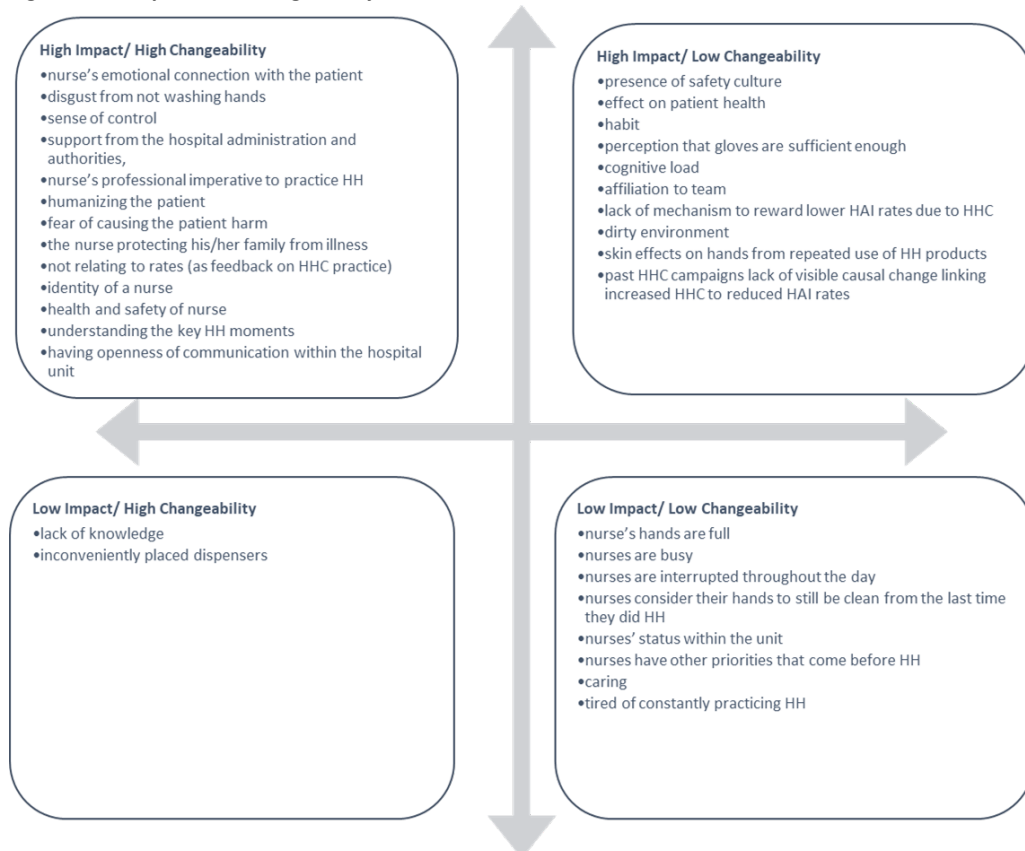 High Impact/ High Changeability
•nurse's emotional connection with the patient
•disgust from not washing hands
•sense of control
•support from the hospital administration and
authorities,
•nurse's professional imperative to practice HH
•humanizing the patient
•fear of causing the patient harm
•the nurse protecting his/her family from illness
•not relating to rates (as feedback on HHC practice)
•identity of a nurse
•health and safety of nurse
•understanding the key HH moments
•having openness of communication within the hospital
unit
High Impact/ Low Changeability
•presence of safety culture
•effect on patient health
•habit
•perception that gloves are sufficient enough
•cognitive load
•affiliation to team
•lack of mechanism to reward lower HAI rates due to HHC
•dirty environment
•skin effects on hands from repeated use of HH products
•past HHC campaigns lack of visible causal change linking
increased HHC to reduced HAI rates
Low Impact/ High Changeability
•lack of knowledge
•inconveniently placed dispensers
Low Impact/ Low Changeability
•nurse's hands are full
•nurses are busy
•nurses are interrupted throughout the day
•nurses consider their hands to still be clean from the last time
they did HH
•nurses' status within the unit
•nurses have other priorities that come before HH
•caring
•tired of constantly practicing HH